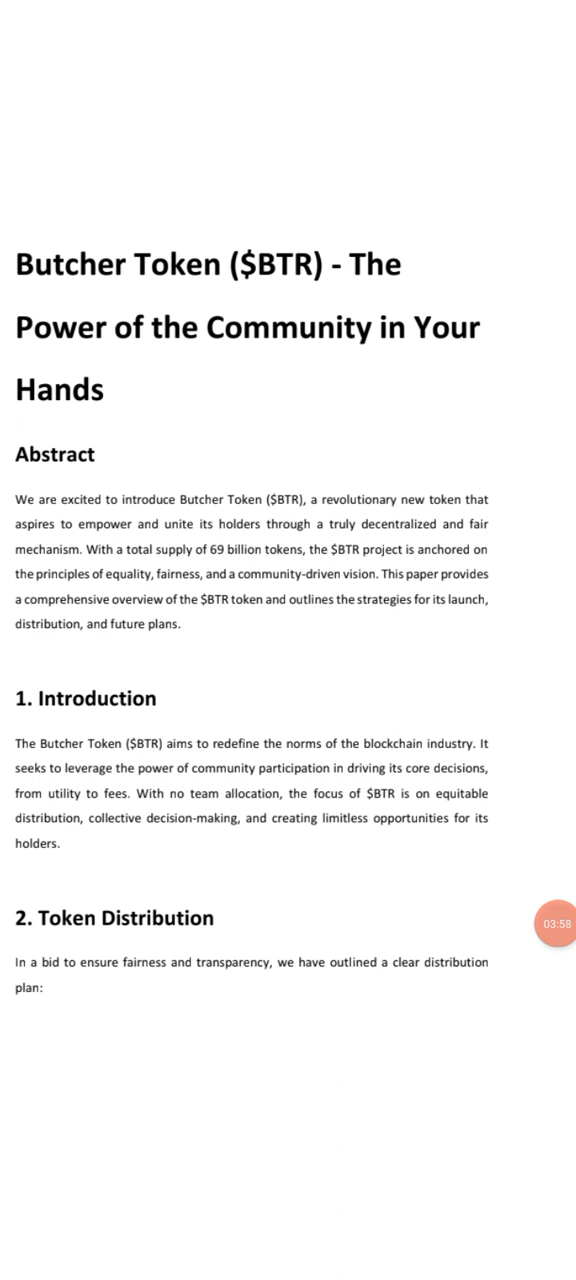 Butcher Token ($BTR) - The
Power of the Community in Your
Hands
Abstract
We are excited to introduce Butcher Token ($BTR), a revolutionary new token that
aspires to empower and unite its holders through a truly decentralized and fair
mechanism. With a total supply of 69 billion tokens, the $BTR project is anchored on
the principles of equality, fairness, and a community-driven vision. This paper provides
a comprehensive overview of the $BTR token and outlines the strategies for its launch,
distribution, and future plans.
1. Introduction
The Butcher Token ($BTR) aims to redefine the norms of the blockchain industry. It
seeks to leverage the power of community participation in driving its core decisions,
from utility to fees. With no team allocation, the focus of $BTR is on equitable
distribution, collective decision-making, and creating limitless opportunities for its
holders.
2. Token Distribution
03:58
In a bid to ensure fairness and transparency, we have outlined a clear distribution
plan: